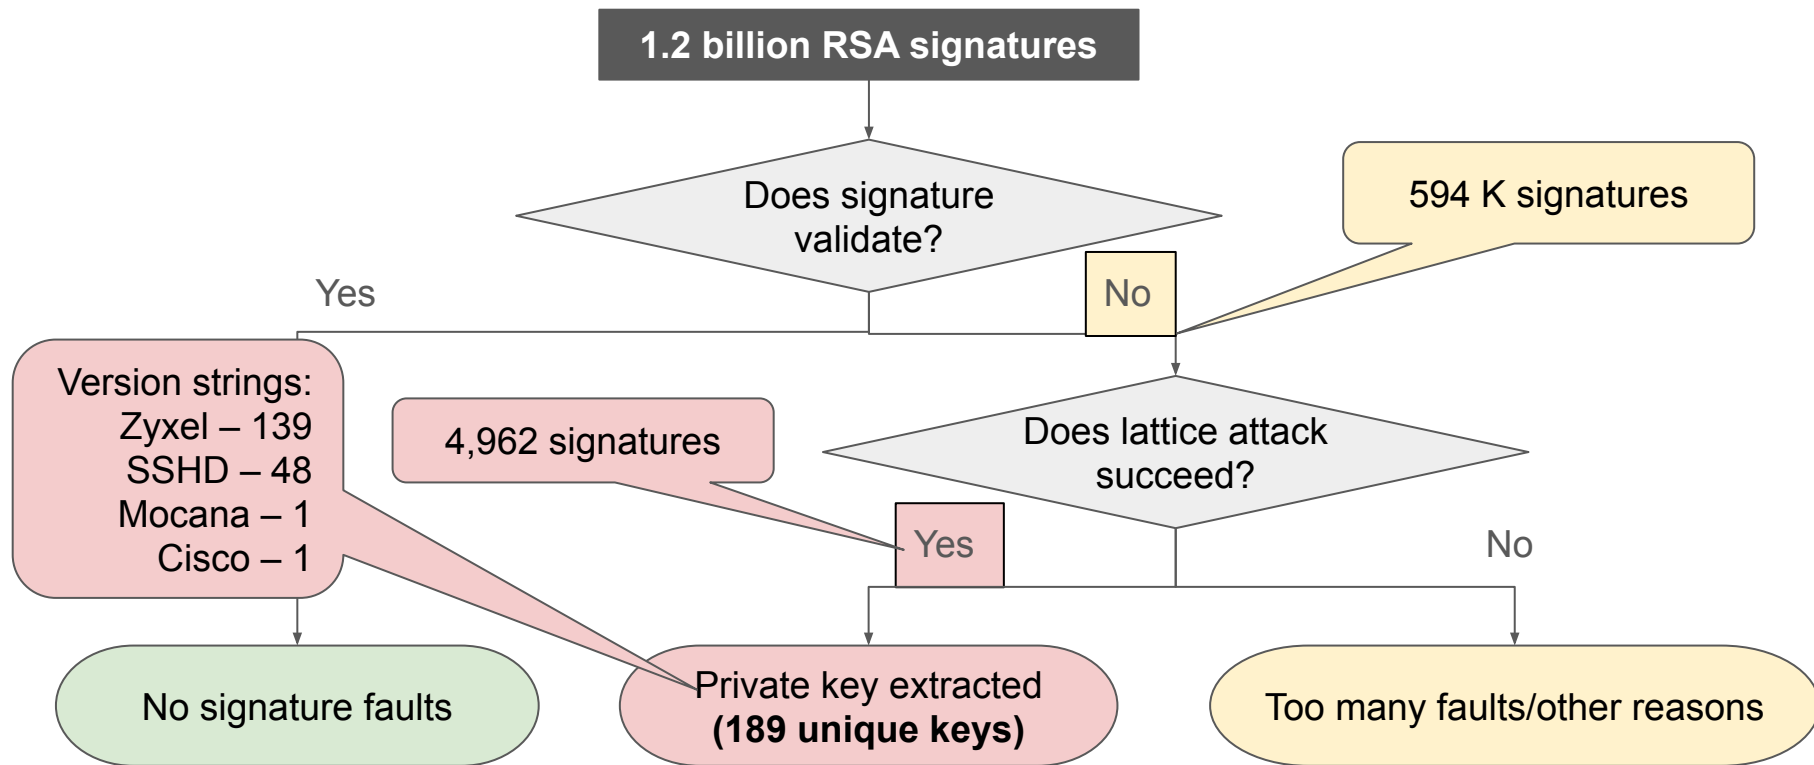 1.2 billion RSA signatures
Does signature
validate?
594 K signatures
Yes
No
Version strings:
Zyxel – 139
SSHD – 48
Mocana – 1
Cisco – 1
4,962 signatures
Does lattice attack
succeed?
Yes
No
No signature faults
Private key extracted
(189 unique keys)
Too many faults/other reasons